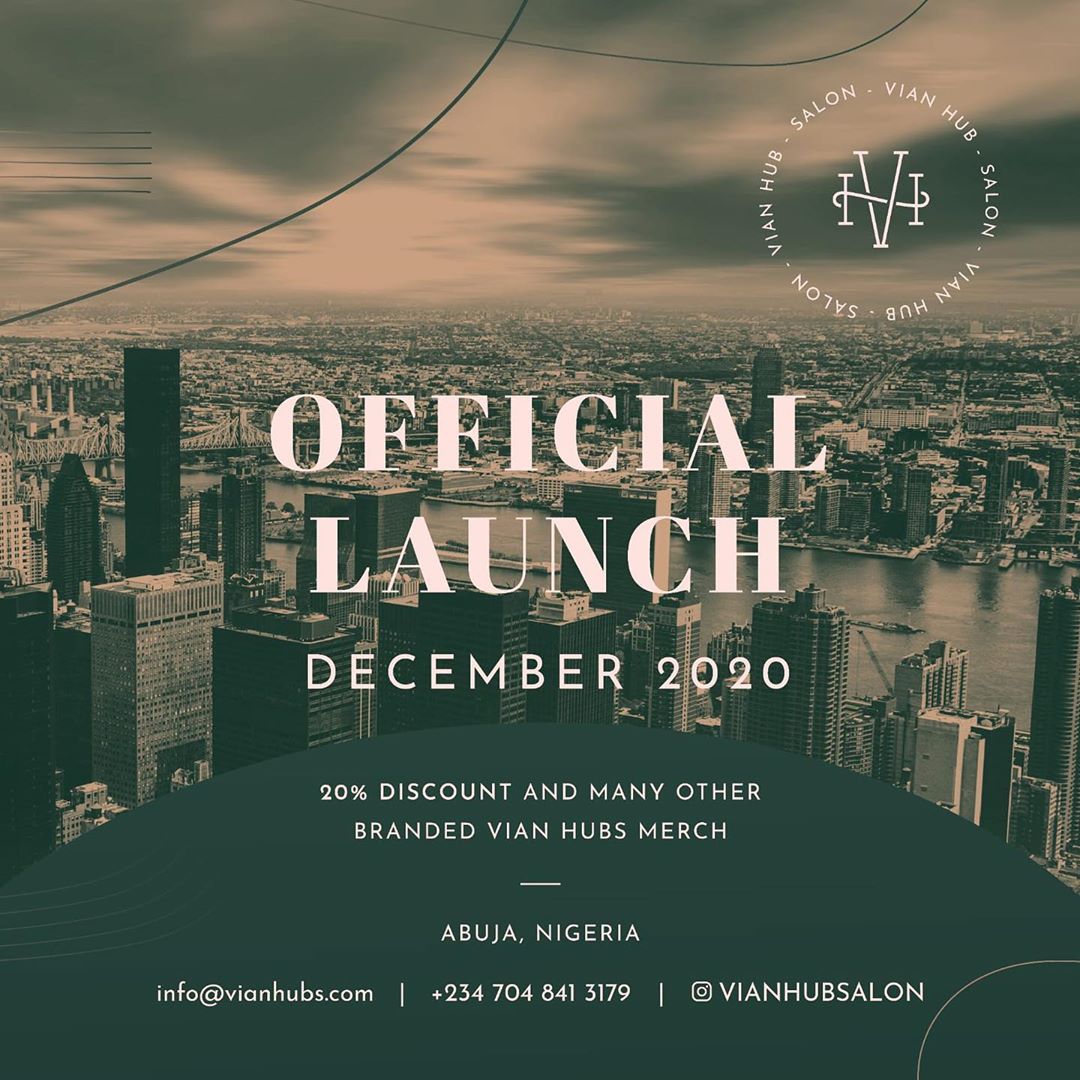 VIAN HUB - SALON - VIAN HUB - SALON - VIAN HUB - SALON -
VH
OFFICIAL
LAUNCH
DECEMBER 2020
20% DISCOUNT AND MANY OTHER
BRANDED VIAN HUBS MERCH
ABUJA, NIGERIA
info@vianhubs.com | +234 704 841 3179 | VIANHUBSALON